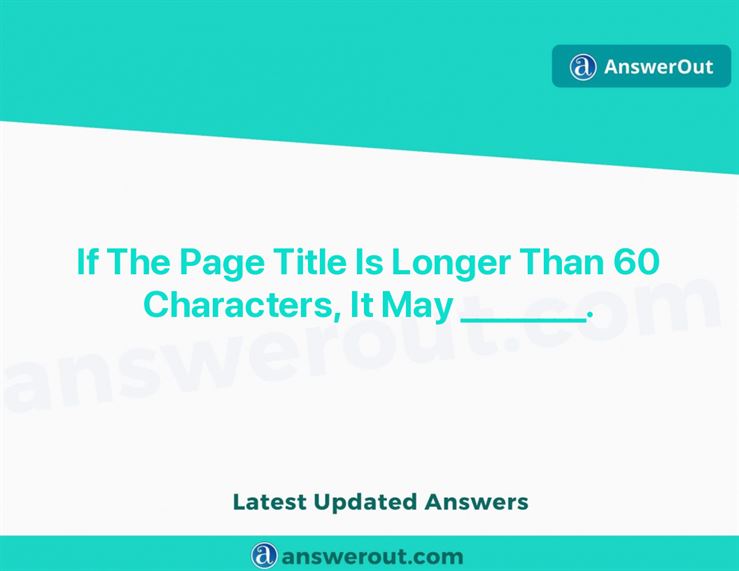 AnswerOut
If The Page Title Is Longer Than 60
Characters, It May ________.
answerout.com
Latest Updated Answers
answerout.com